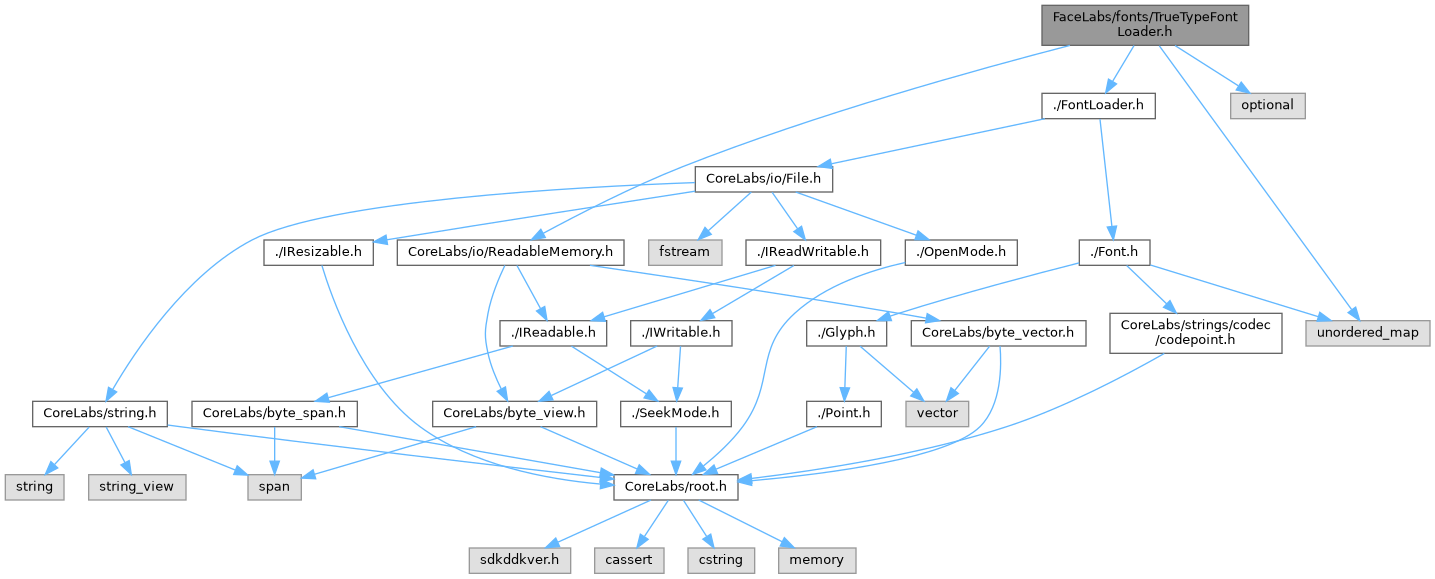 FaceLabs/fonts/TrueTypeFont
Loader.h
./FontLoader.h
optional
CoreLabs/io/File.h
./IResizable.h
CoreLabs/io/ReadableMemory.h
fstream
./IReadWritable.h
./OpenMode.h
./Font.h
./IReadable.h
./IWritable.h
./Glyph.h
CoreLabs/byte_vector.h
CoreLabs/strings/codec
/codepoint.h
unordered_map
CoreLabs/string.h
CoreLabs/byte_span.h
CoreLabs/byte_view.h
./SeekMode.h
./Point.h
vector
string
string_view
span
CoreLabs/root.h
sdkddkver.h
cassert
cstring
memory